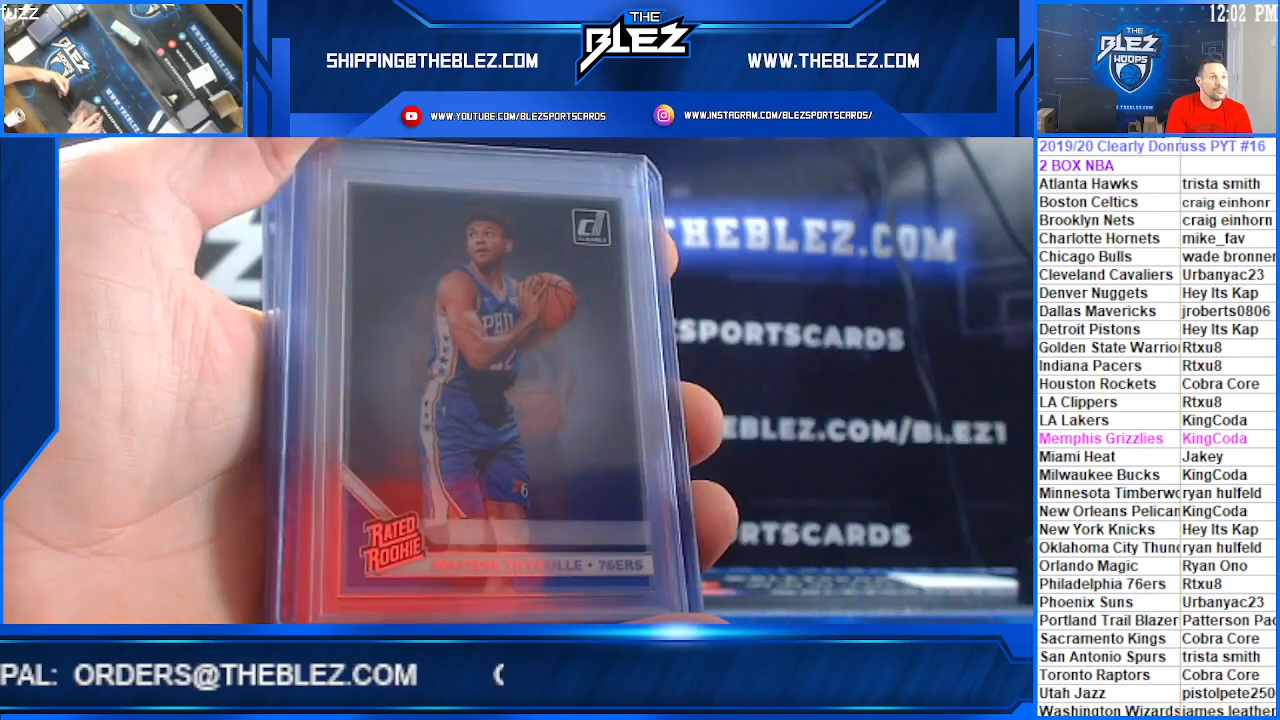 fuzz
SHIPPING@THEBLEZ.COM
THE
BLEZ
WWW.THEBLEZ.COM
WWW.YOUTUBE.COM/BLEZSPORTSCARDS
WWW.INSTAGRAM.COM/BLEZSPORTSCARDS/
12:02 PM
THE
BLEZ
HOOPS
THEBLEZ.COM
SPORTSCARDS
BLEZ.COM/BLEZ1
RTSCARDS
d
PHIL
RATED
ROOKIE
76ERS
2019/20 Clearly Donruss PYT #16
2 BOX NBA
Atlanta Hawks trista smith
Boston Celtics craig einhonr
Brooklyn Nets craig einhorn
Charlotte Hornets mike_fav
Chicago Bulls wade bronner
Cleveland Cavaliers Urbanyac23
Denver Nuggets Hey Its Kap
Dallas Mavericks jroberts0806
Detroit Pistons Hey Its Kap
Golden State Warrio Rtxu8
Indiana Pacers Rtxu8
Houston Rockets Cobra Core
LA Clippers Rtxu8
LA Lakers KingCoda
Memphis Grizzlies KingCoda
Miami Heat Jakey
Milwaukee Bucks KingCoda
Minnesota Timberwo ryan hulfeld
New Orleans Pelican KingCoda
New York Knicks Hey Its Kap
Oklahoma City Thund ryan hulfeld
Orlando Magic Ryan Ono
Philadelphia 76ers Rtxu8
Phoenix Suns Urbanyac23
Portland Trail Blazer Patterson Pac
Sacramento Kings Cobra Core
San Antonio Spurs trista smith
Toronto Raptors Cobra Core
Utah Jazz pistolpete250
Washington Wizards james leather
PAL: ORDERS@THEBLEZ.COM